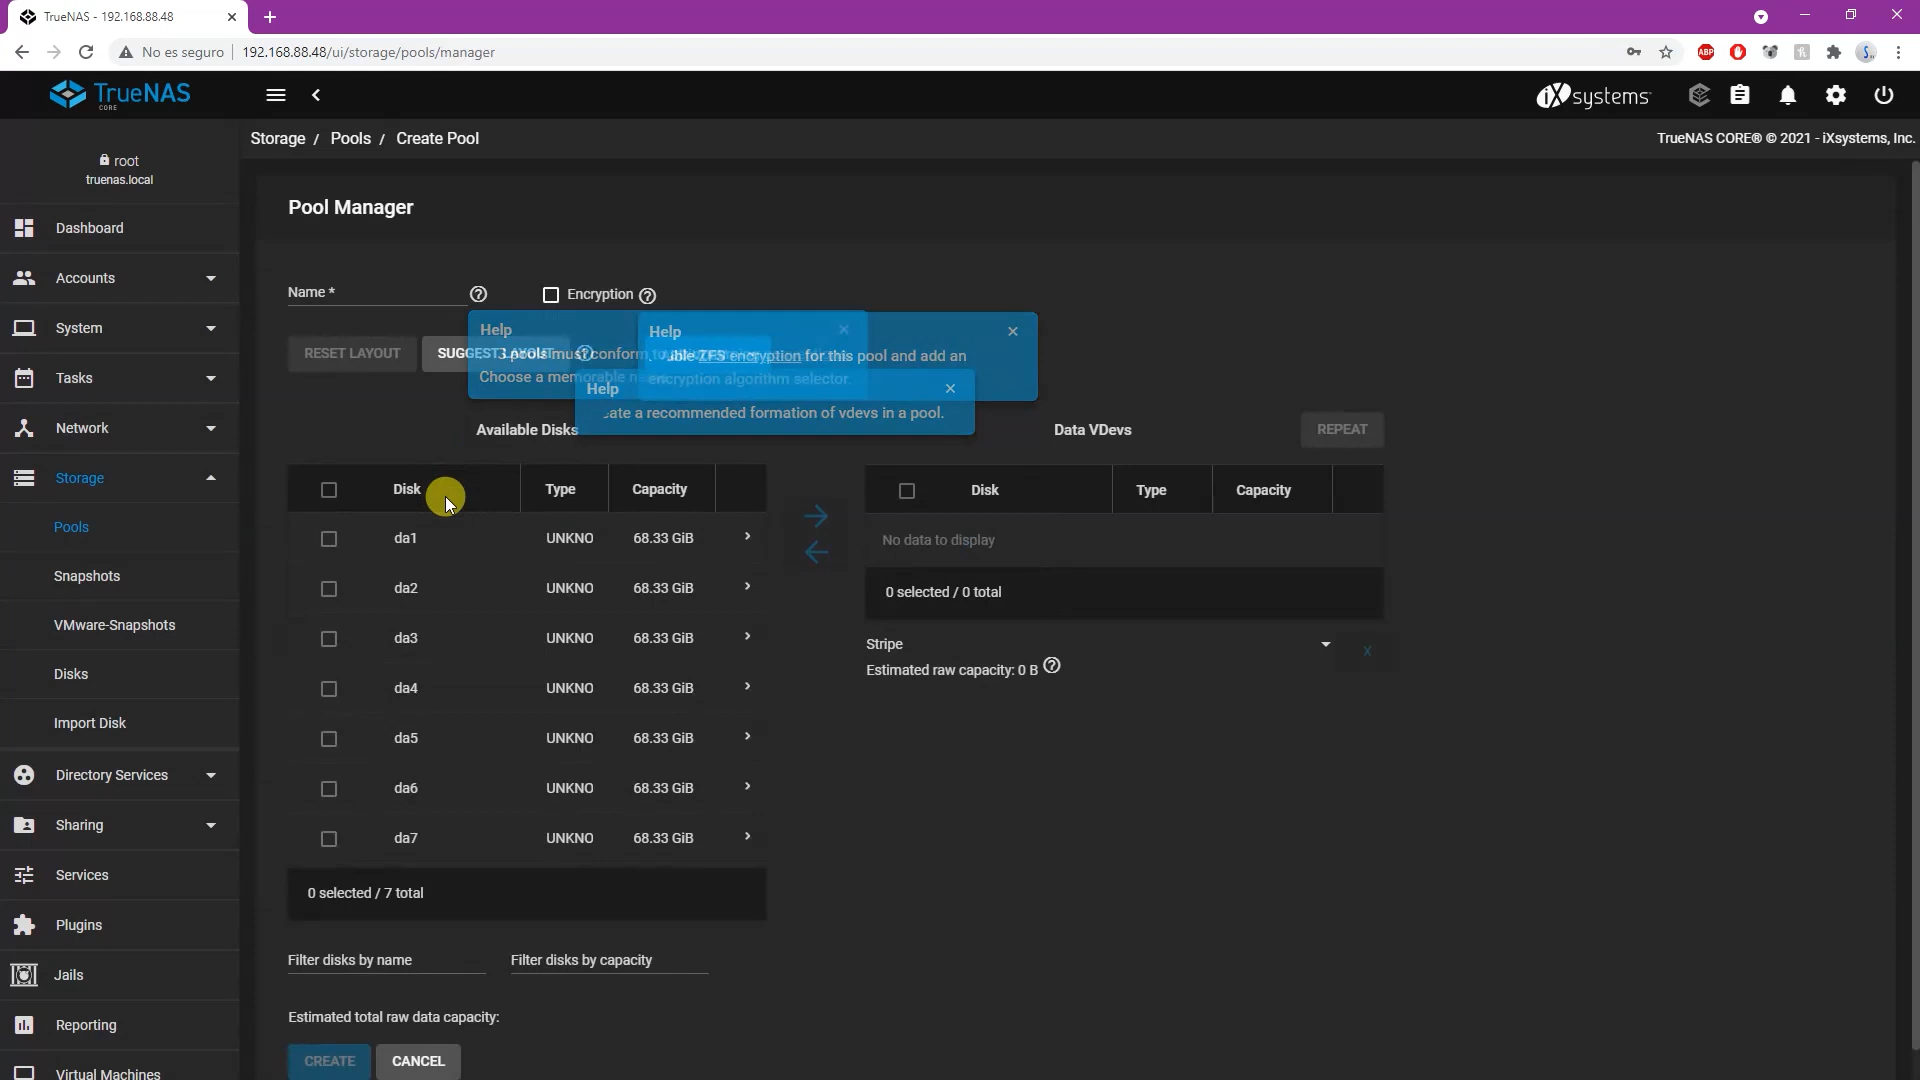 TrueNAS - 192.168.88.48
No es seguro 192.168.88.48/ui/storage/pools/manager
ABP
TrueNAS
CORE
iXsystems
root
truenas.local
Storage / Pools / Create Pool
TrueNAS CORE® © 2021 - iXsystems, Inc.
Dashboard
Accounts
System
Tasks
Network
Storage
Pools
Snapshots
VMware-Snapshots
Disks
Import Disk
Directory Services
Sharing
Services
Plugins
Jails
Reporting
Virtual Machines
Pool Manager
Name *
Encryption
RESET LAYOUT
SUGGEST LAYOUT
Help
pools must conform
Choose a memorable
Help
ZFS encryption for this pool and add an
encryption algorithm selector.
Help
ate a recommended formation of vdevs in a pool.
Available Disks
Disk Type Capacity
da1 UNKNO 68.33 GiB
da2 UNKNO 68.33 GiB
da3 UNKNO 68.33 GiB
da4 UNKNO 68.33 GiB
da5 UNKNO 68.33 GiB
da6 UNKNO 68.33 GiB
da7 UNKNO 68.33 GiB
0 selected / 7 total
Filter disks by name Filter disks by capacity
Estimated total raw data capacity:
CREATE CANCEL
Data VDevs
REPEAT
Disk Type Capacity
No data to display
0 selected / 0 total
Stripe
X
Estimated raw capacity: 0 B